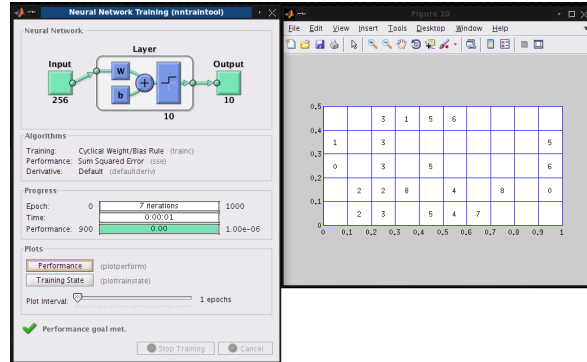 Neural Network Training (nntraintool)
Neural Network
Layer
Input
W
b
Output
256
10
10
Algorithms
Training: Cyclical Weight/Bias Rule (trainc)
Performance: Sum Squared Error (sse)
Derivative: Default (defaultderiv)
Progress
Epoch: 0 7 iterations 1000
Time: 0:00:01
Performance: 900 0.00 1.00e-06
Plots
Performance (plotperform)
Training State (plottrainstate)
Plot Interval: 1 epochs
Performance goal met.
Stop Training Cancel
Figure 10
File Edit View Insert Tools Desktop Window Help
0.5
3 1 5 6
0.4
1 3 5
0.3
0 3 5 6
0.2
2 2 8 4 8 0
0.1
2 3 5 4 7
0
0 0.1 0.2 0.3 0.4 0.5 0.6 0.7 0.8 0.9 1